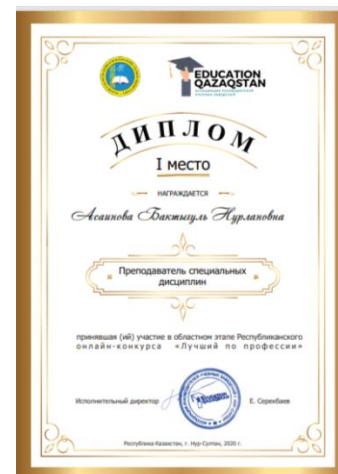 EDUCATION
QAZAQSTAN
ДИПЛОМ
I место
НАГРАЖДАЕТСЯ
Асаинова Бактыгуль Нурлановна
Преподаватель специальных
дисциплин
принявшая (ий) участие в областном этапе Республиканского
онлайн-конкурса «Лучший по профессии»
Исполнительный директор
Е. Серекбаев
Республика Казахстан, г. Нур-Султан, 2020 г.